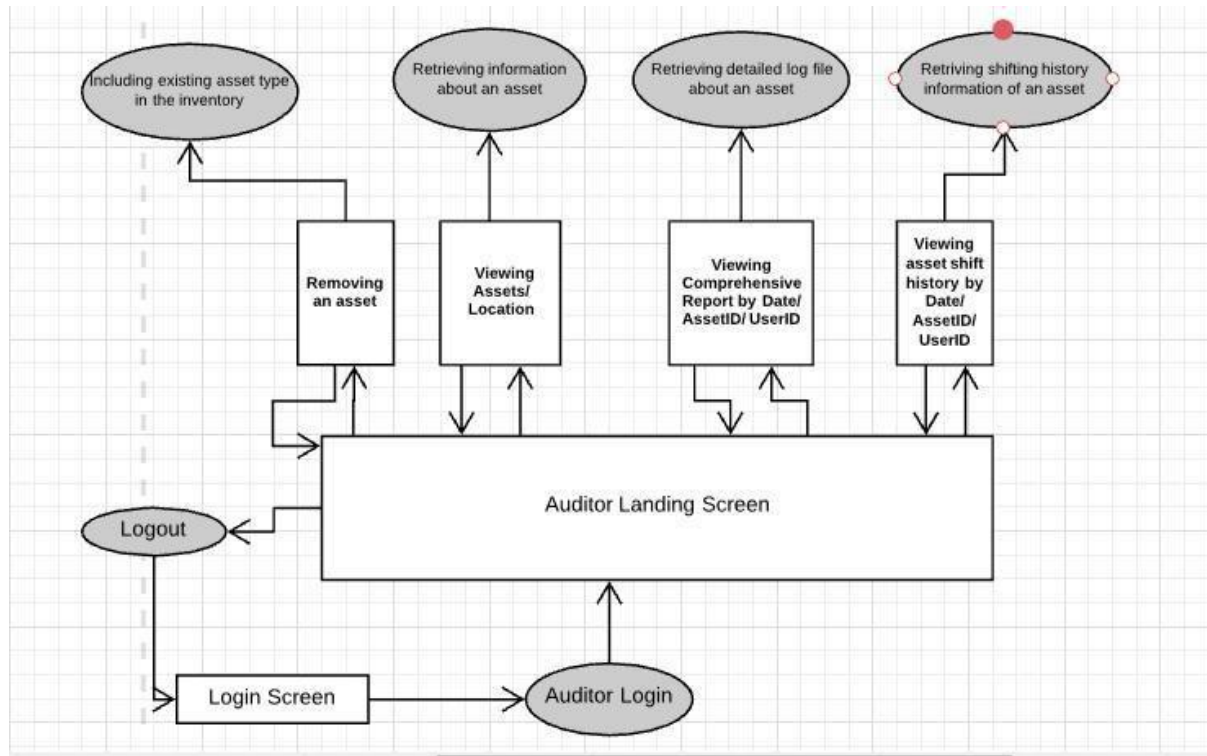 Including existing asset type
in the inventory
Retrieving information
about an asset
Retrieving detailed log file
about an asset
Retriving shifting history
information of an asset
Removing
an asset
Viewing
Assets/
Location
Viewing
Comprehensive
Report by Date/
AssetID/ UserID
Viewing
asset shift
history by
Date/
AssetID/
UserID
Auditor Landing Screen
Logout
Login Screen
Auditor Login